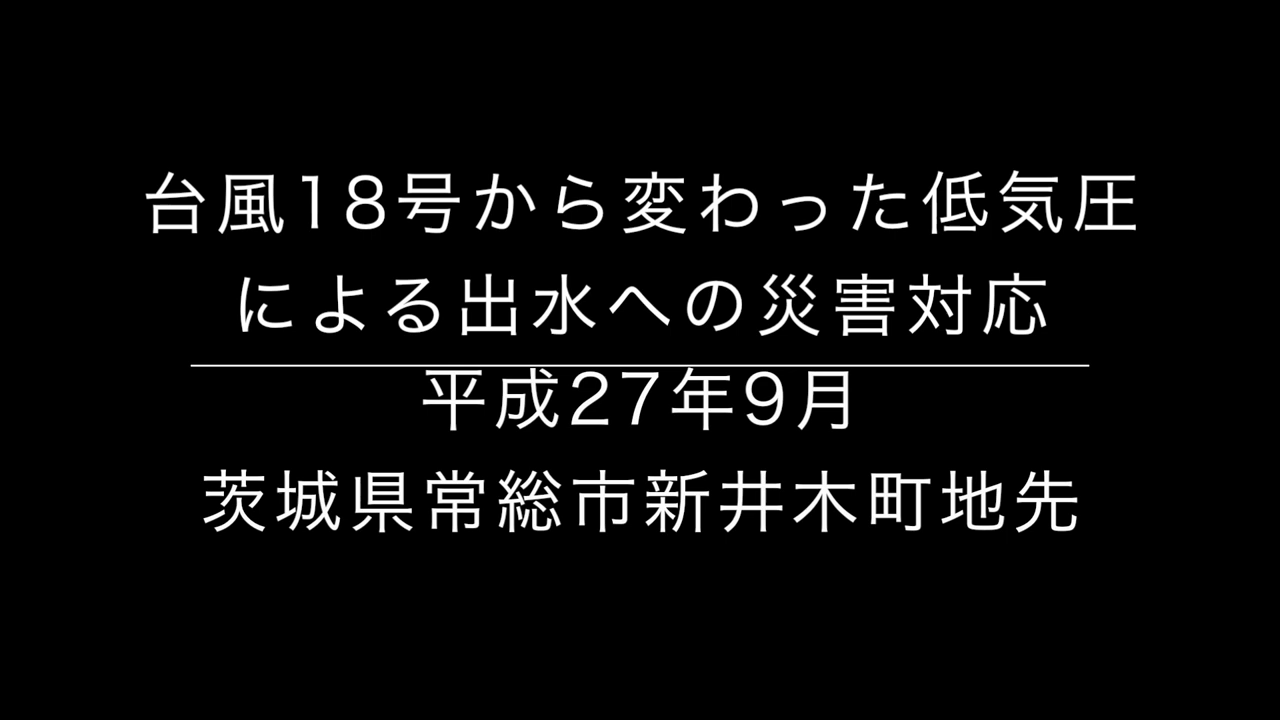 台風18号から変わった低気圧
による出水への災害対応
平成27年9月
茨城県常総市新井木町地先